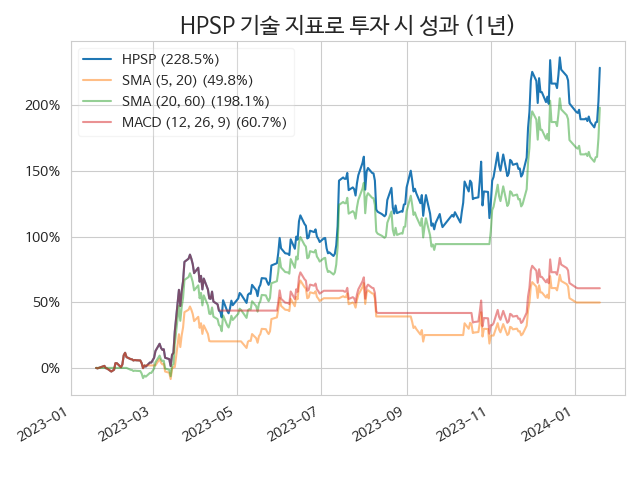 HPSP 기술 지표로 투자 시 성과 (1년)
HPSP (228.5%)
SMA (5, 20) (49.8%)
SMA (20, 60) (198.1%)
MACD (12, 26, 9) (60.7%)
200%
150%
100%
50%
0%
2023-01
2023-03
2023-05
2023-07
2023-09
2023-11
2024-01